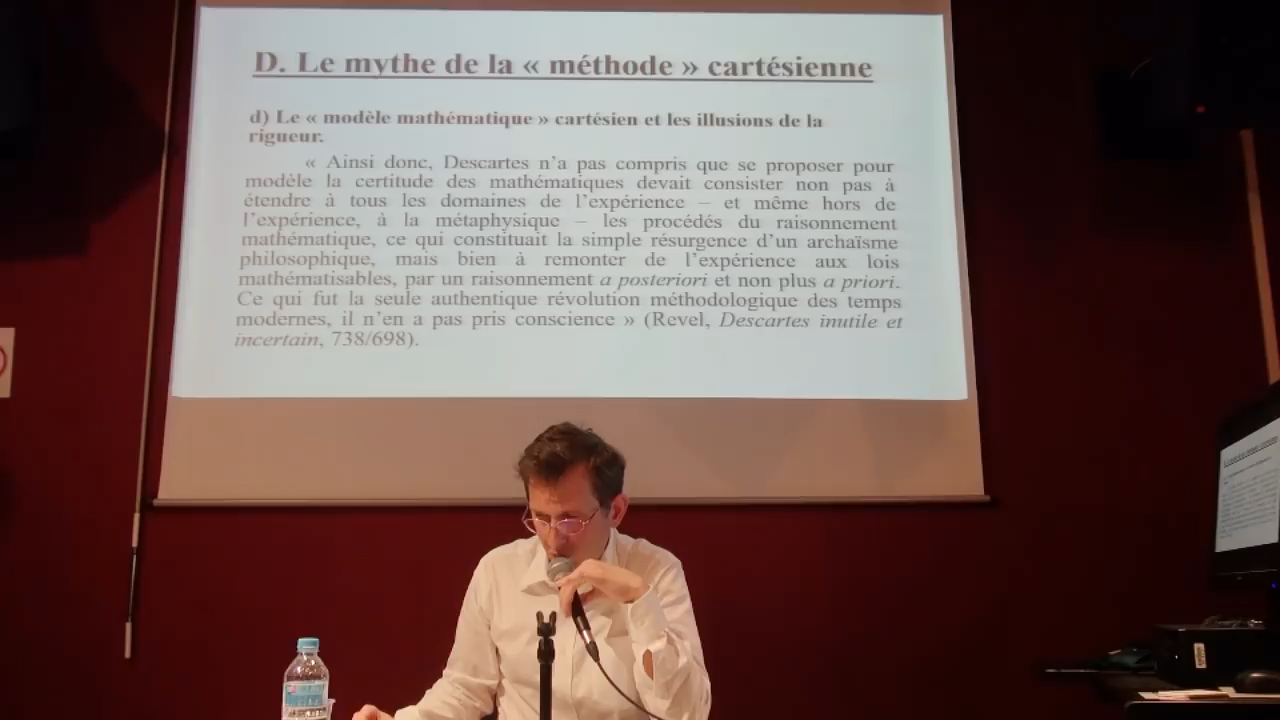 D. Le mythe de la « méthode » cartésienne
d) Le « modèle mathématique » cartésien et les illusions de la
rigueur.
« Ainsi donc, Descartes n’a pas compris que se proposer pour
modèle la certitude des mathématiques devait consister non pas à
étendre à tous les domaines de l’expérience – et même hors de
l’expérience, à la métaphysique – les procédés du raisonnement
mathématique, ce qui constituait la simple résurgence d’un archaïsme
philosophique, mais bien à remonter de l’expérience aux lois
mathématisables, par un raisonnement a posteriori et non plus a priori.
Ce qui fut la seule authentique révolution méthodologique des temps
modernes, il n’en a pas pris conscience » (Revel, Descartes inutile et
incertain, 738/698).